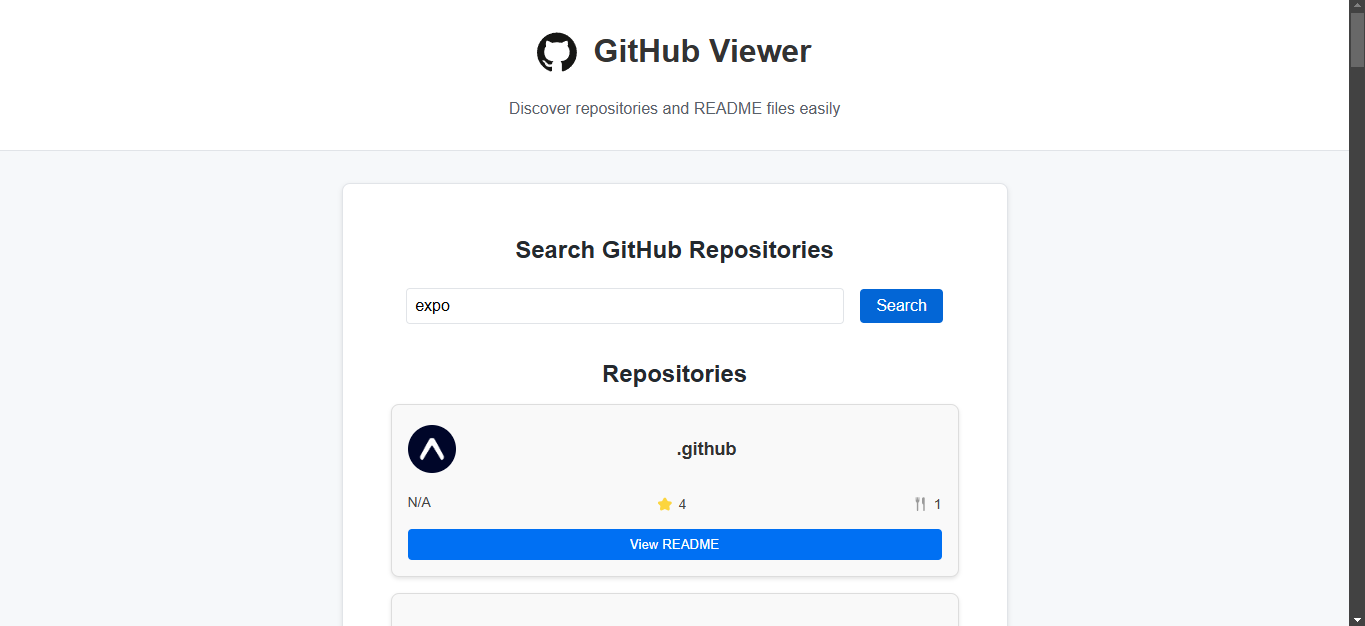 GitHub Viewer
Discover repositories and README files easily
Search GitHub Repositories
expo
Search
Repositories
.github
N/A
4
1
View README